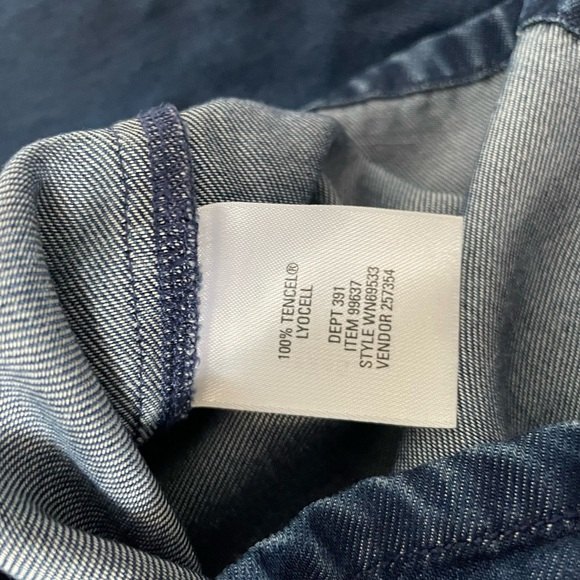 100% TENCEL®
LYOCELL
DEPT 391
ITEM 99637
STYLE WN69533
VENDOR 257354